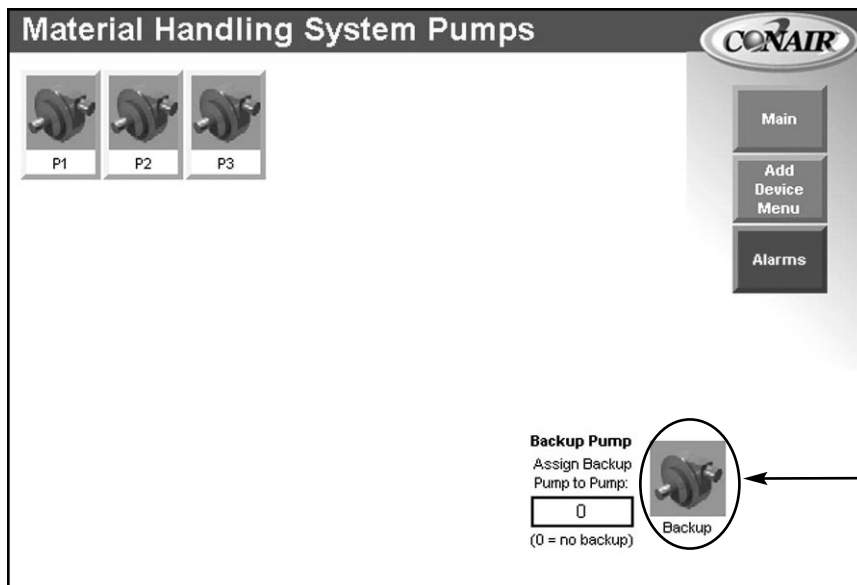 Material Handling System Pumps
CONAIR
P1
P2
P3
Main
Add
Device
Menu
Alarms
Backup Pump
Assign Backup
Pump to Pump:
0
(0 = no backup)
Backup